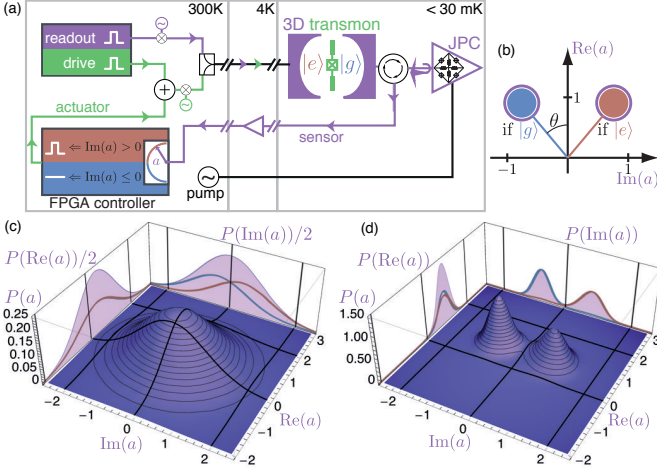 (a)
300K
4K
< 30 mK
readout
drive
3D transmon
|e⟩
|g⟩
JPC
actuator
sensor
⇐ Im(a) > 0
⇐ Im(a) ≤ 0
a
FPGA controller
pump
(b)
Re(a)
1
θ
if |g⟩
if |e⟩
−1
1
Im(a)
(c)
P(Re(a))/2
P(Im(a))/2
P(a)
0.25
0.20
0.15
0.10
0.05
0
-2
-1
0
1
2
Im(a)
-2
-1
0
1
2
3
Re(a)
(d)
P(Re(a))
P(Im(a))
P(a)
1.50
1.00
0.50
0
-2
-1
0
1
2
Im(a)
-2
-1
0
1
2
3
Re(a)